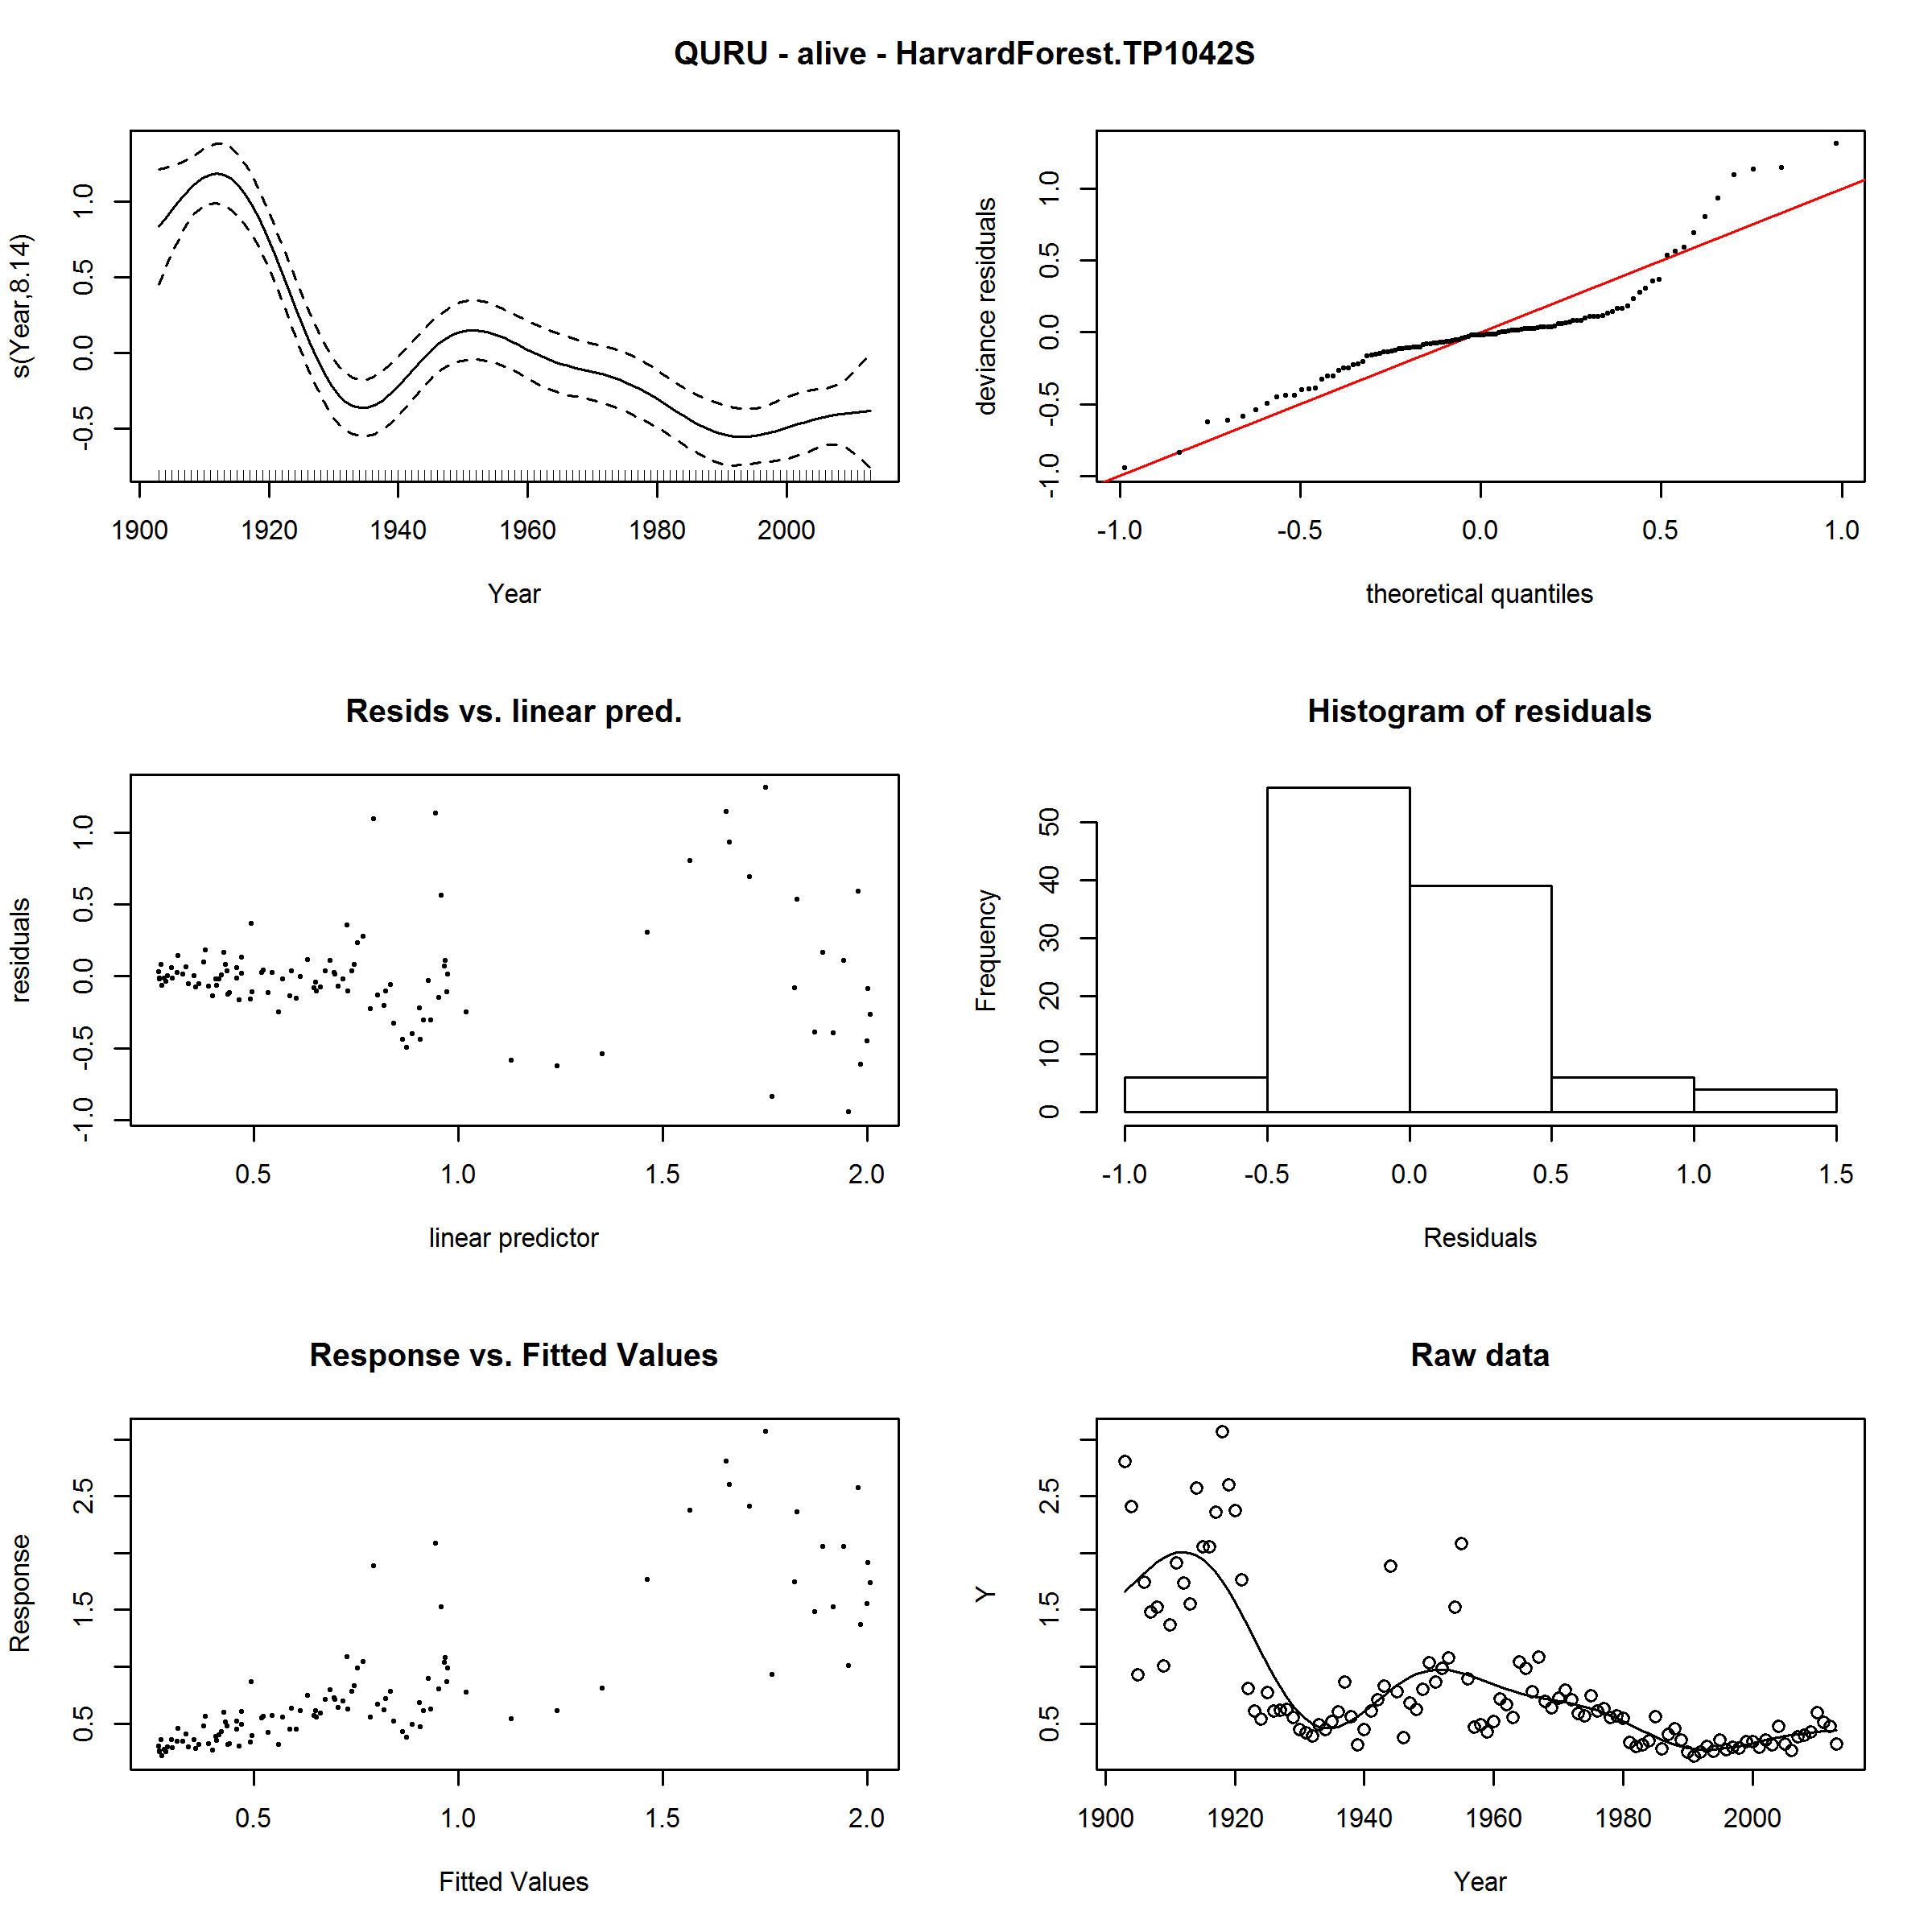 QURU - alive - HarvardForest.TP1042S
s(Year,8.14)
-0.5 0.0 0.5 1.0
1900 1920 1940 1960 1980 2000
Year
deviance residuals
-1.0 -0.5 0.0 0.5 1.0
-1.0 -0.5 0.0 0.5 1.0
theoretical quantiles
Resids vs. linear pred.
residuals
-1.0 -0.5 0.0 0.5 1.0
0.5 1.0 1.5 2.0
linear predictor
Histogram of residuals
Frequency
0 10 20 30 40 50
-1.0 -0.5 0.0 0.5 1.0 1.5
Residuals
Response vs. Fitted Values
Response
0.5 1.5 2.5
0.5 1.0 1.5 2.0
Fitted Values
Raw data
Y
0.5 1.5 2.5
1900 1920 1940 1960 1980 2000
Year